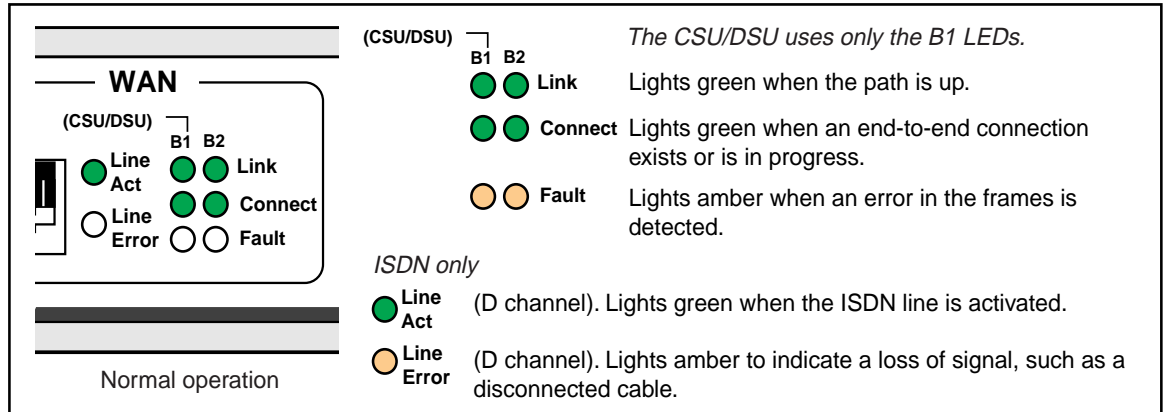 WAN
(CSU/DSU)
B1 B2
Line
Act
Link
Connect
Line
Error
Fault
Normal operation
(CSU/DSU)
The CSU/DSU uses only the B1 LEDs.
B1 B2
Link
Lights green when the path is up.
Connect
Lights green when an end-to-end connection
exists or is in progress.
Fault
Lights amber when an error in the frames is
detected.
ISDN only
Line
Act
(D channel). Lights green when the ISDN line is activated.
Line
Error
(D channel). Lights amber to indicate a loss of signal, such as a
disconnected cable.